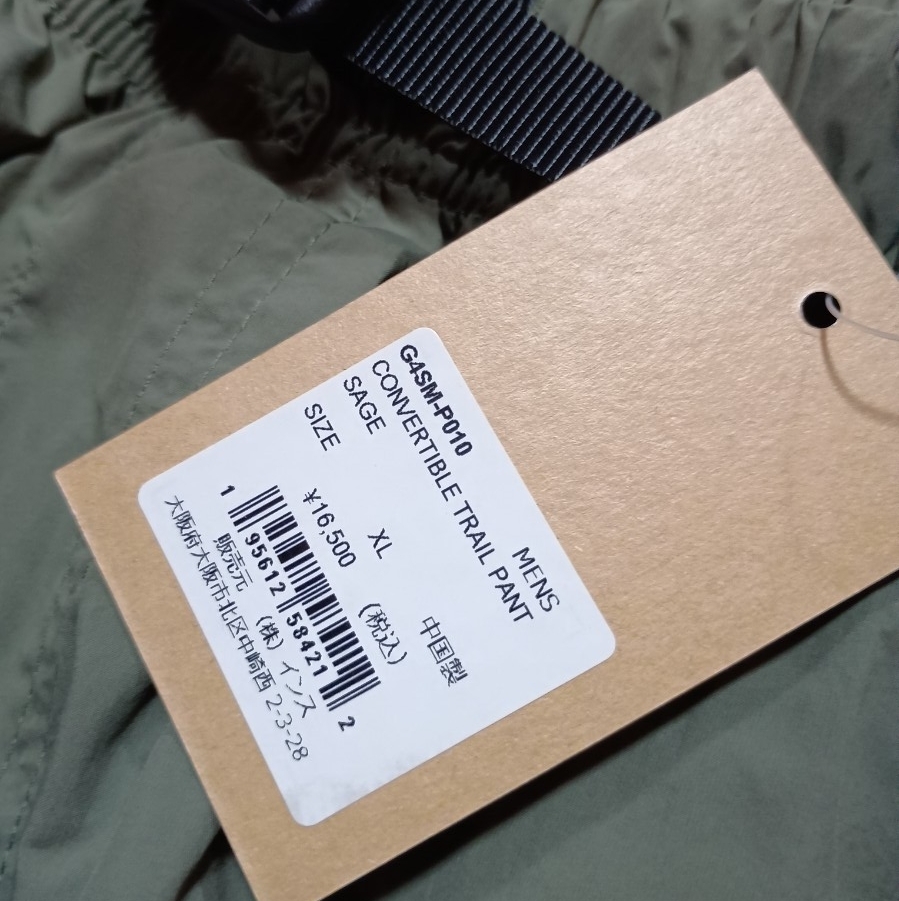 G4SM-P010 MENS
CONVERTIBLE TRAIL PANT
SAGE 中国製
SIZE XL
¥16,500 (税込)
1 95612 58421 2
販売元 (株) インス
大阪府大阪市北区中崎西 2-3-28